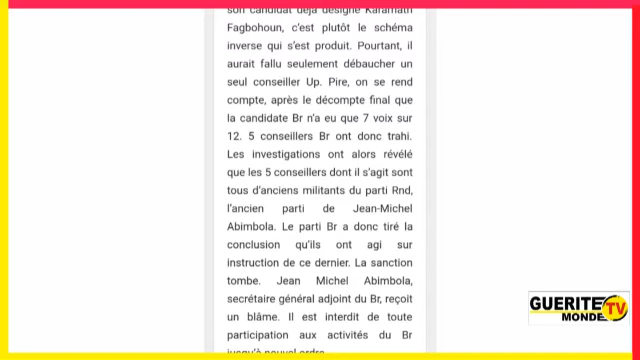 son candidat déjà désigné Karamath
Fagbohoun, c'est plutôt le schéma
inverse qui s'est produit. Pourtant, il
aurait fallu seulement débaucher un
seul conseiller Up. Pire, on se rend
compte, après le décompte final que
la candidate Br n'a eu que 7 voix sur
12. 5 conseillers Br ont donc trahi.
Les investigations ont alors révélé
que les 5 conseillers dont il s'agit sont
tous d'anciens militants du parti Rnd,
l'ancien parti de Jean-Michel
Abimbola. Le parti Br a donc tiré la
conclusion qu'ils ont agi sur
instruction de ce dernier. La sanction
tombe. Jean Michel Abimbola,
secrétaire général adjoint du Br, reçoit
un blâme. Il est interdit de toute
participation aux activités du Br
jusqu'à nouvel ordre
GUERITE TV
MONDE